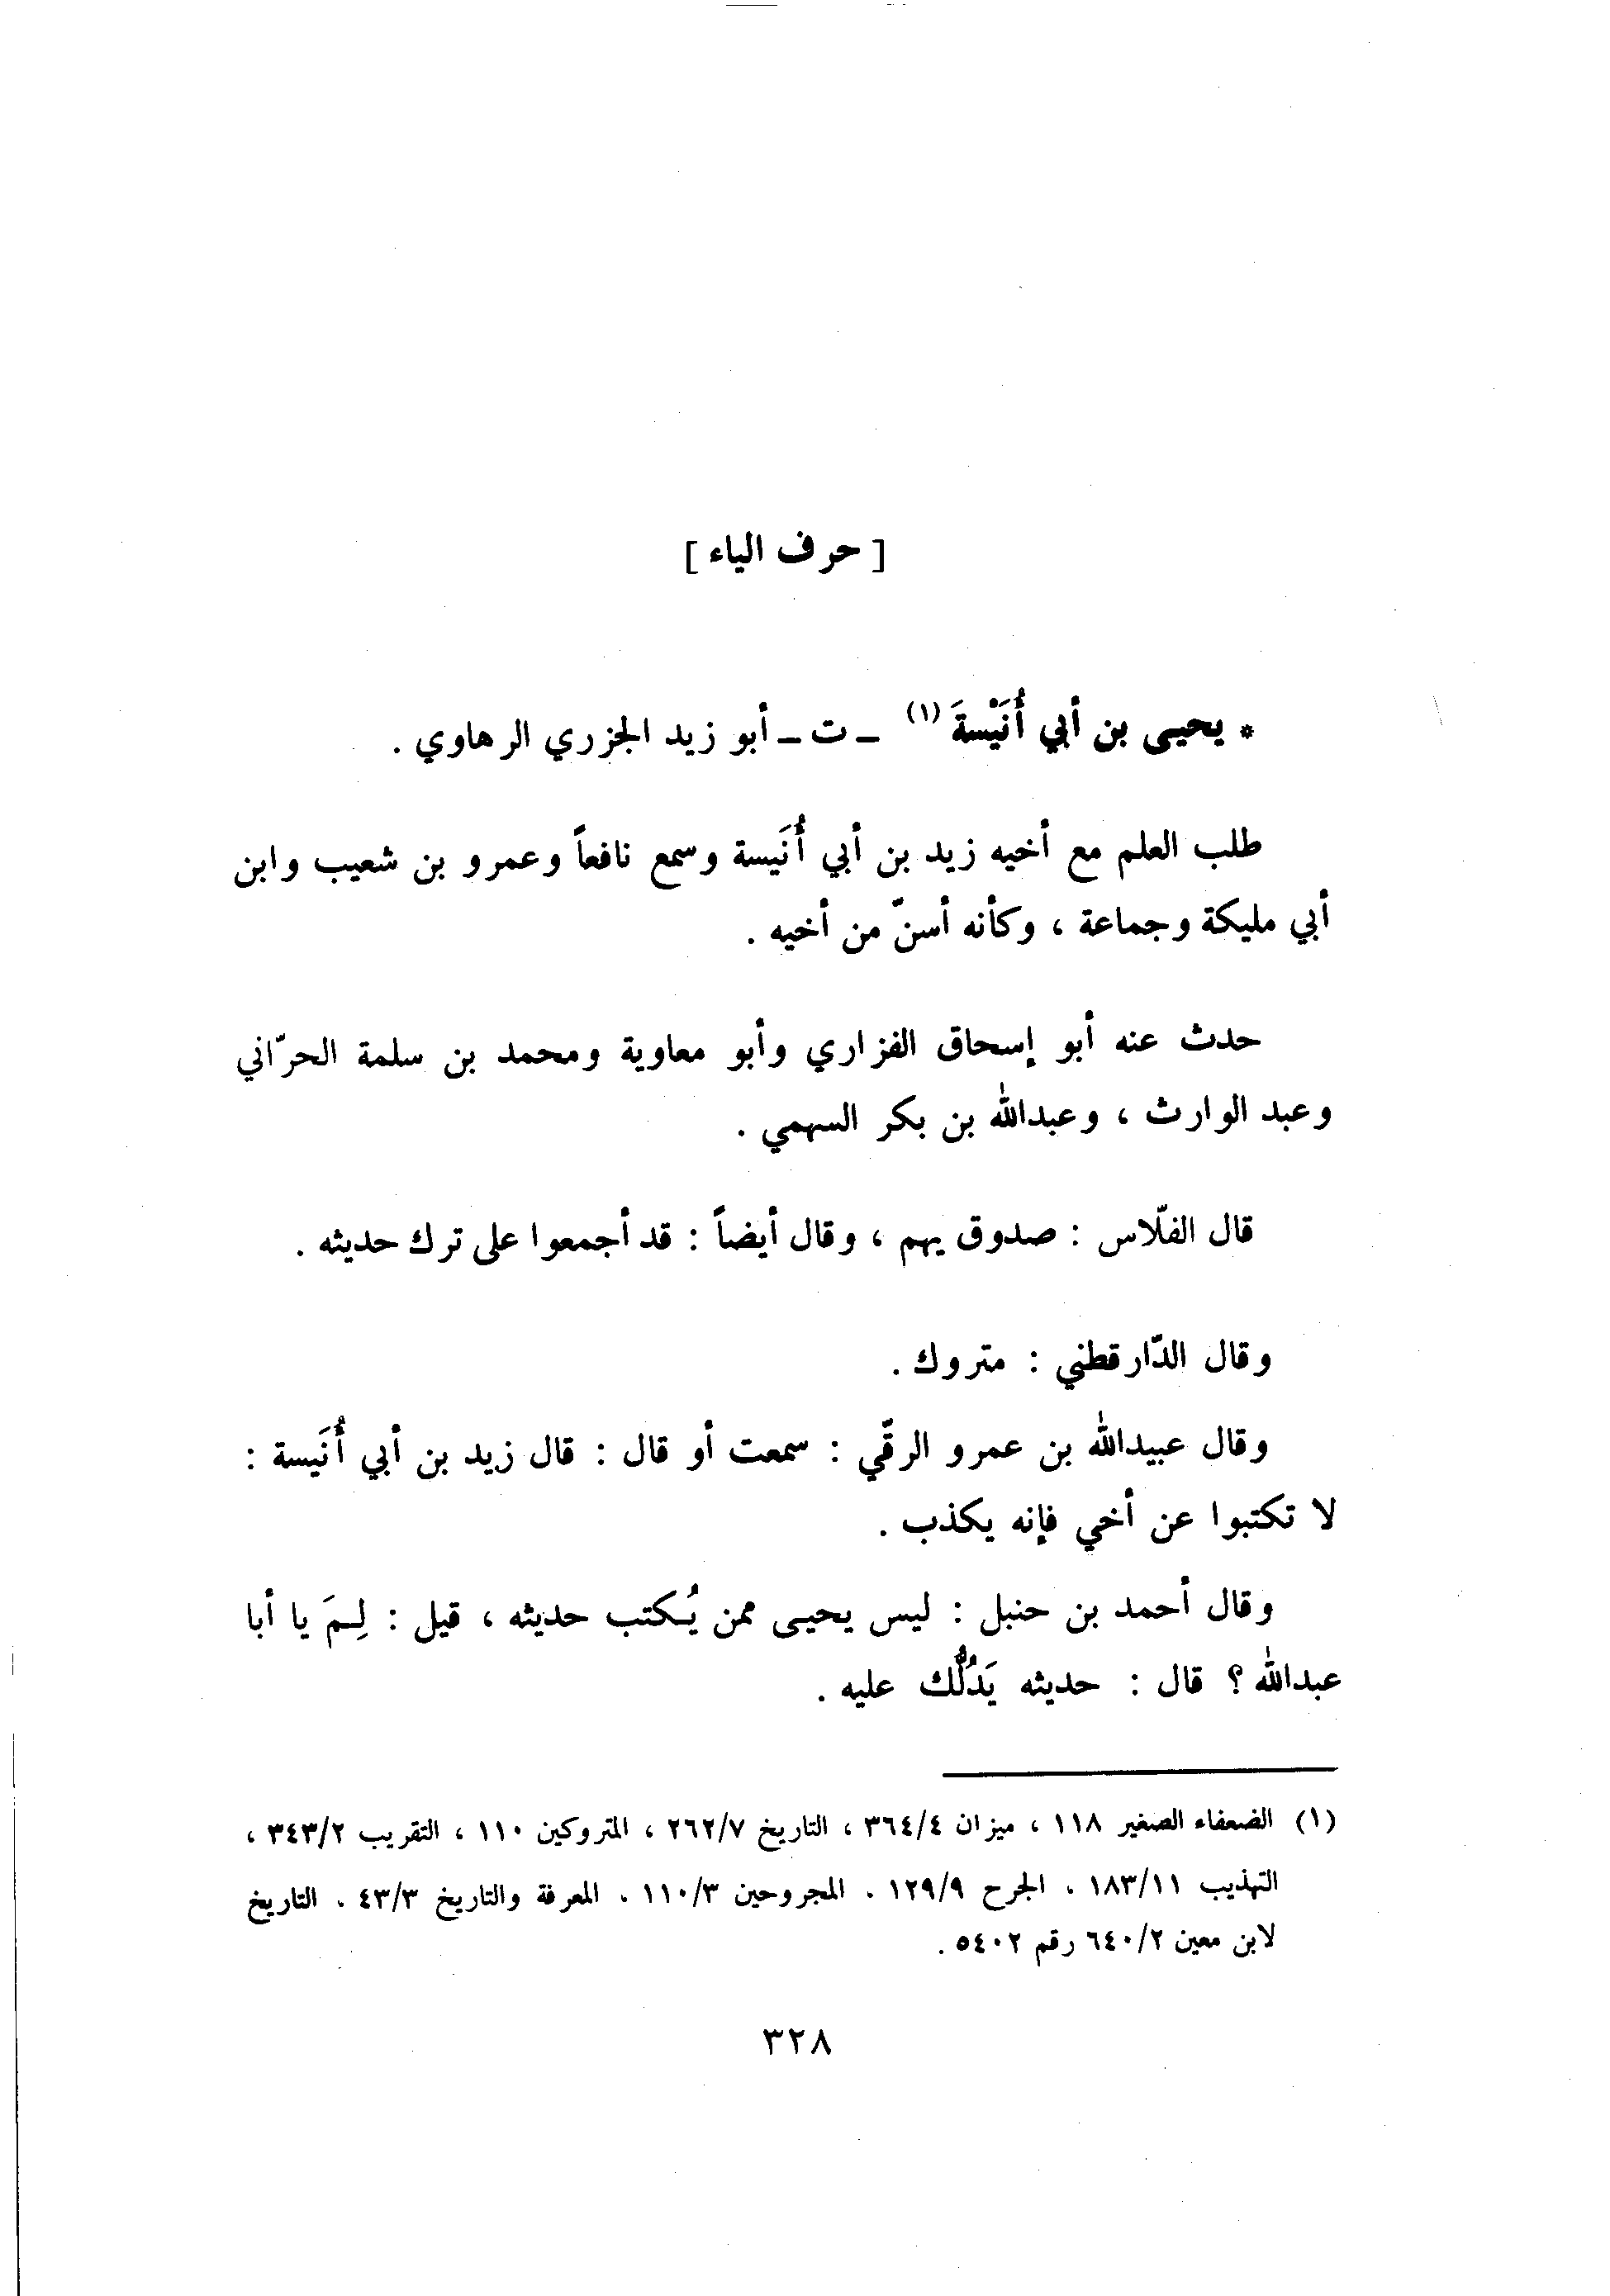 [ حرف الياء ]
* يحيى بن أبي أُنَيْسةَ (١) ـ ت ـ أبو زيد الجزري الرهاوي .
طلب العلم مع أخيه زيد بن أبي أُنَيسة وسمع نافعاً وعمرو بن شعيب وابن
أبي مليكة وجماعة ، وكأنه أسنّ من أخيه .
حدث عنه أبو إسحاق الفزاري وأبو معاوية ومحمد بن سلمة الحرّاني
وعبد الوارث ، وعبدالله بن بكر السهمي .
قال الفلّاس : صدوق يهم ، وقال أيضاً : قد أجمعوا على ترك حديثه .
وقال الدّارقطني : متروك .
وقال عبيدالله بن عمرو الرقّي : سمعت أو قال : قال زيد بن أبي أُنَيسة :
لا تكتبوا عن أخي فإنه يكذب .
وقال أحمد بن حنبل : ليس يحيى ممن يُكتب حديثه ، قيل : لِمَ يا أبا
عبدالله ؟ قال : حديثه يَدُلُّك عليه .
(١) الضعفاء الصغير ١١٨ ، ميزان ٣٦٤/٤ ، التاريخ ٢٦٢/٧ ، المتروكين ١١٠ ، التقريب ٣٤٣/٢ ،
التهذيب ١٨٣/١١ ، الجرح ١٢٩/٩ ، المجروحين ١١٠/٣ ، المعرفة والتاريخ ٤٣/٣ ، التاريخ
لابن معين ٦٤٠/٢ رقم ٥٤٠٢ .
٣٢٨